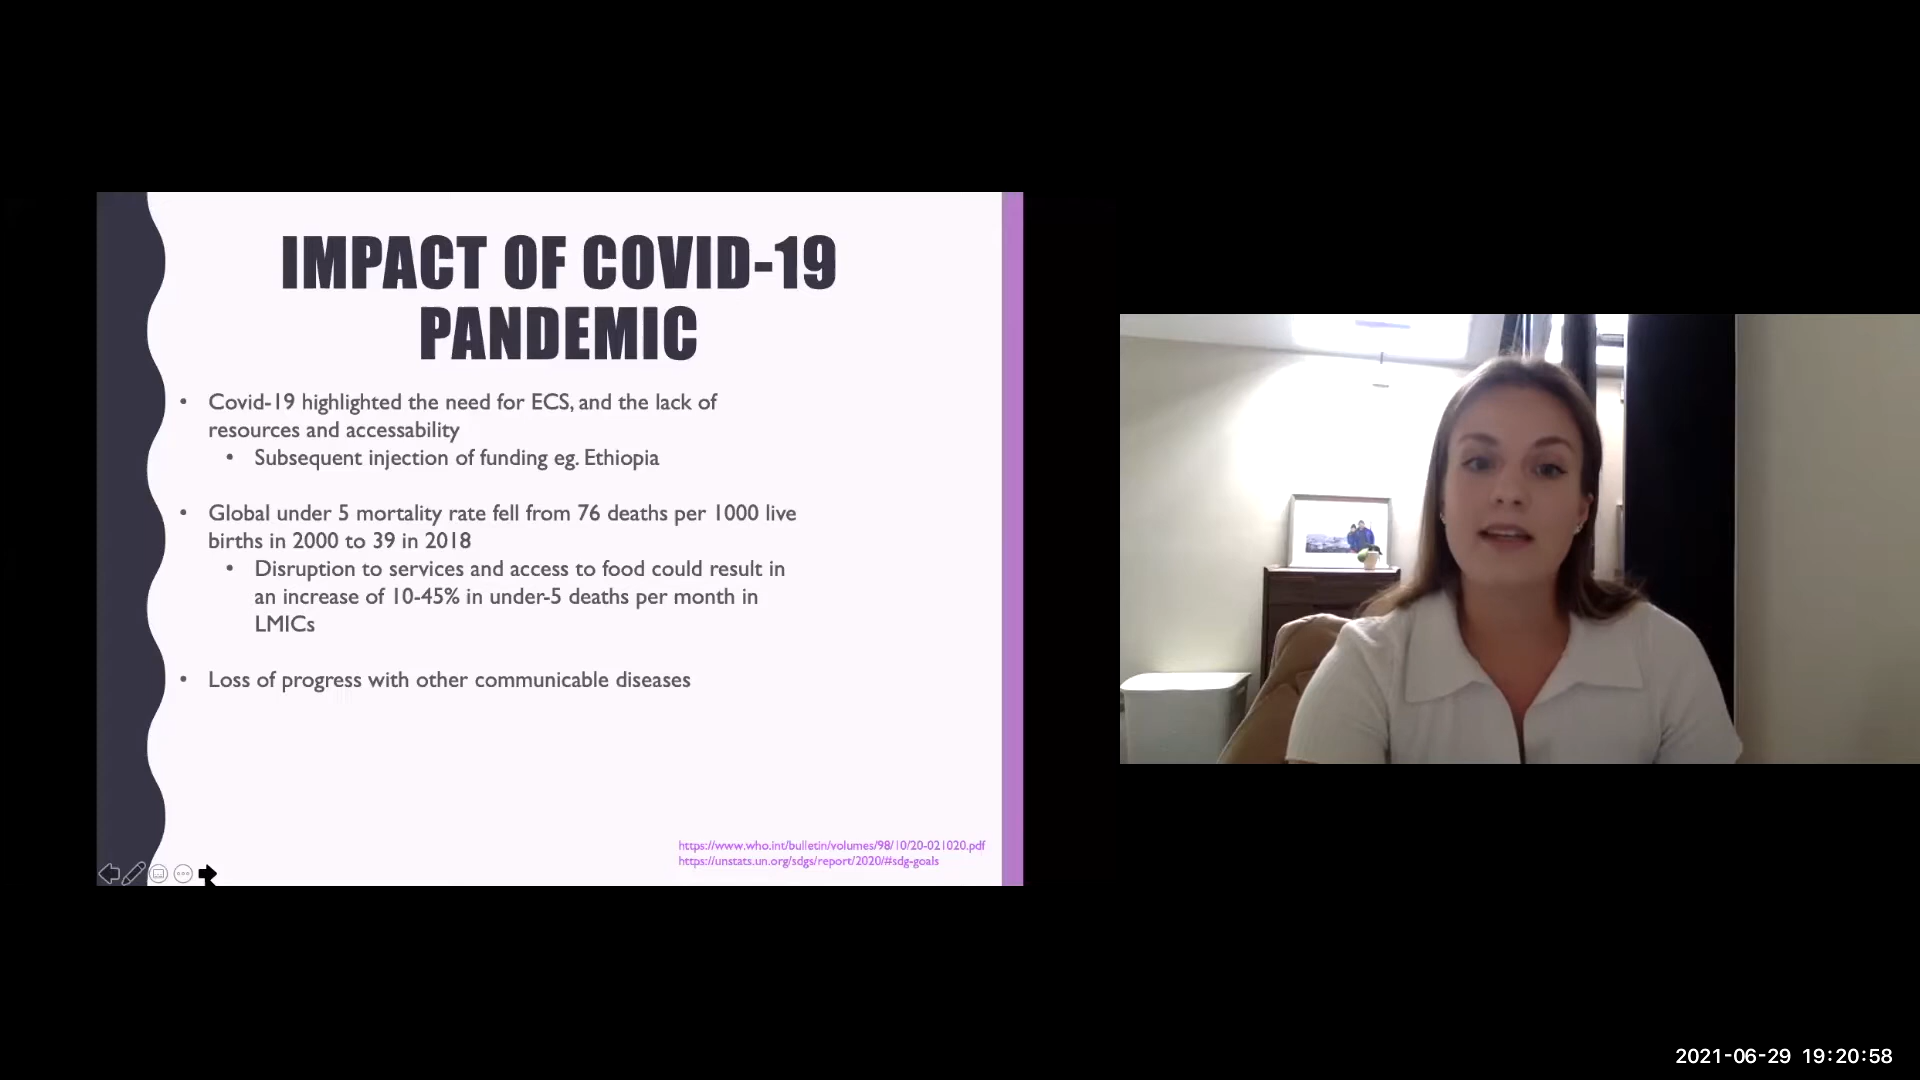 IMPACT OF COVID-19
PANDEMIC
• Covid-19 highlighted the need for ECS, and the lack of
resources and accessability
• Subsequent injection of funding eg. Ethiopia
• Global under 5 mortality rate fell from 76 deaths per 1000 live
births in 2000 to 39 in 2018
• Disruption to services and access to food could result in
an increase of 10-45% in under-5 deaths per month in
LMICs
• Loss of progress with other communicable diseases
https://www.who.int/bulletin/volumes/98/10/20-021020.pdf
https://unstats.un.org/sdgs/report/2020/#sdg-goals
2021-06-29 19:20:58